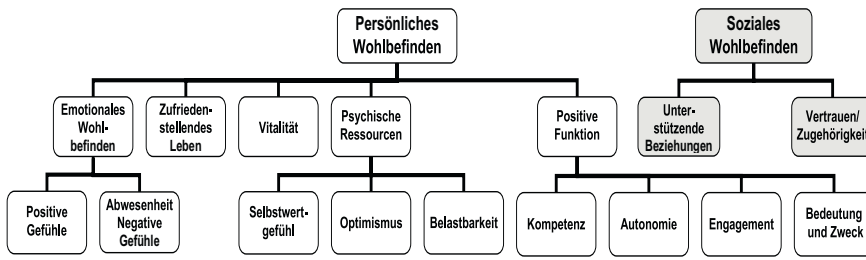 Persönliches
Wohlbefinden
Soziales
Wohlbefinden
Emotionales
Wohl-
befinden
Zufrieden-
stellendes
Leben
Vitalität
Psychische
Ressourcen
Positive
Funktion
Unter-
stützende
Beziehungen
Vertrauen/
Zugehörigkeit
Positive
Gefühle
Abwesenheit
Negative
Gefühle
Selbstwert-
gefühl
Optimismus
Belastbarkeit
Kompetenz
Autonomie
Engagement
Bedeutung
und Zweck